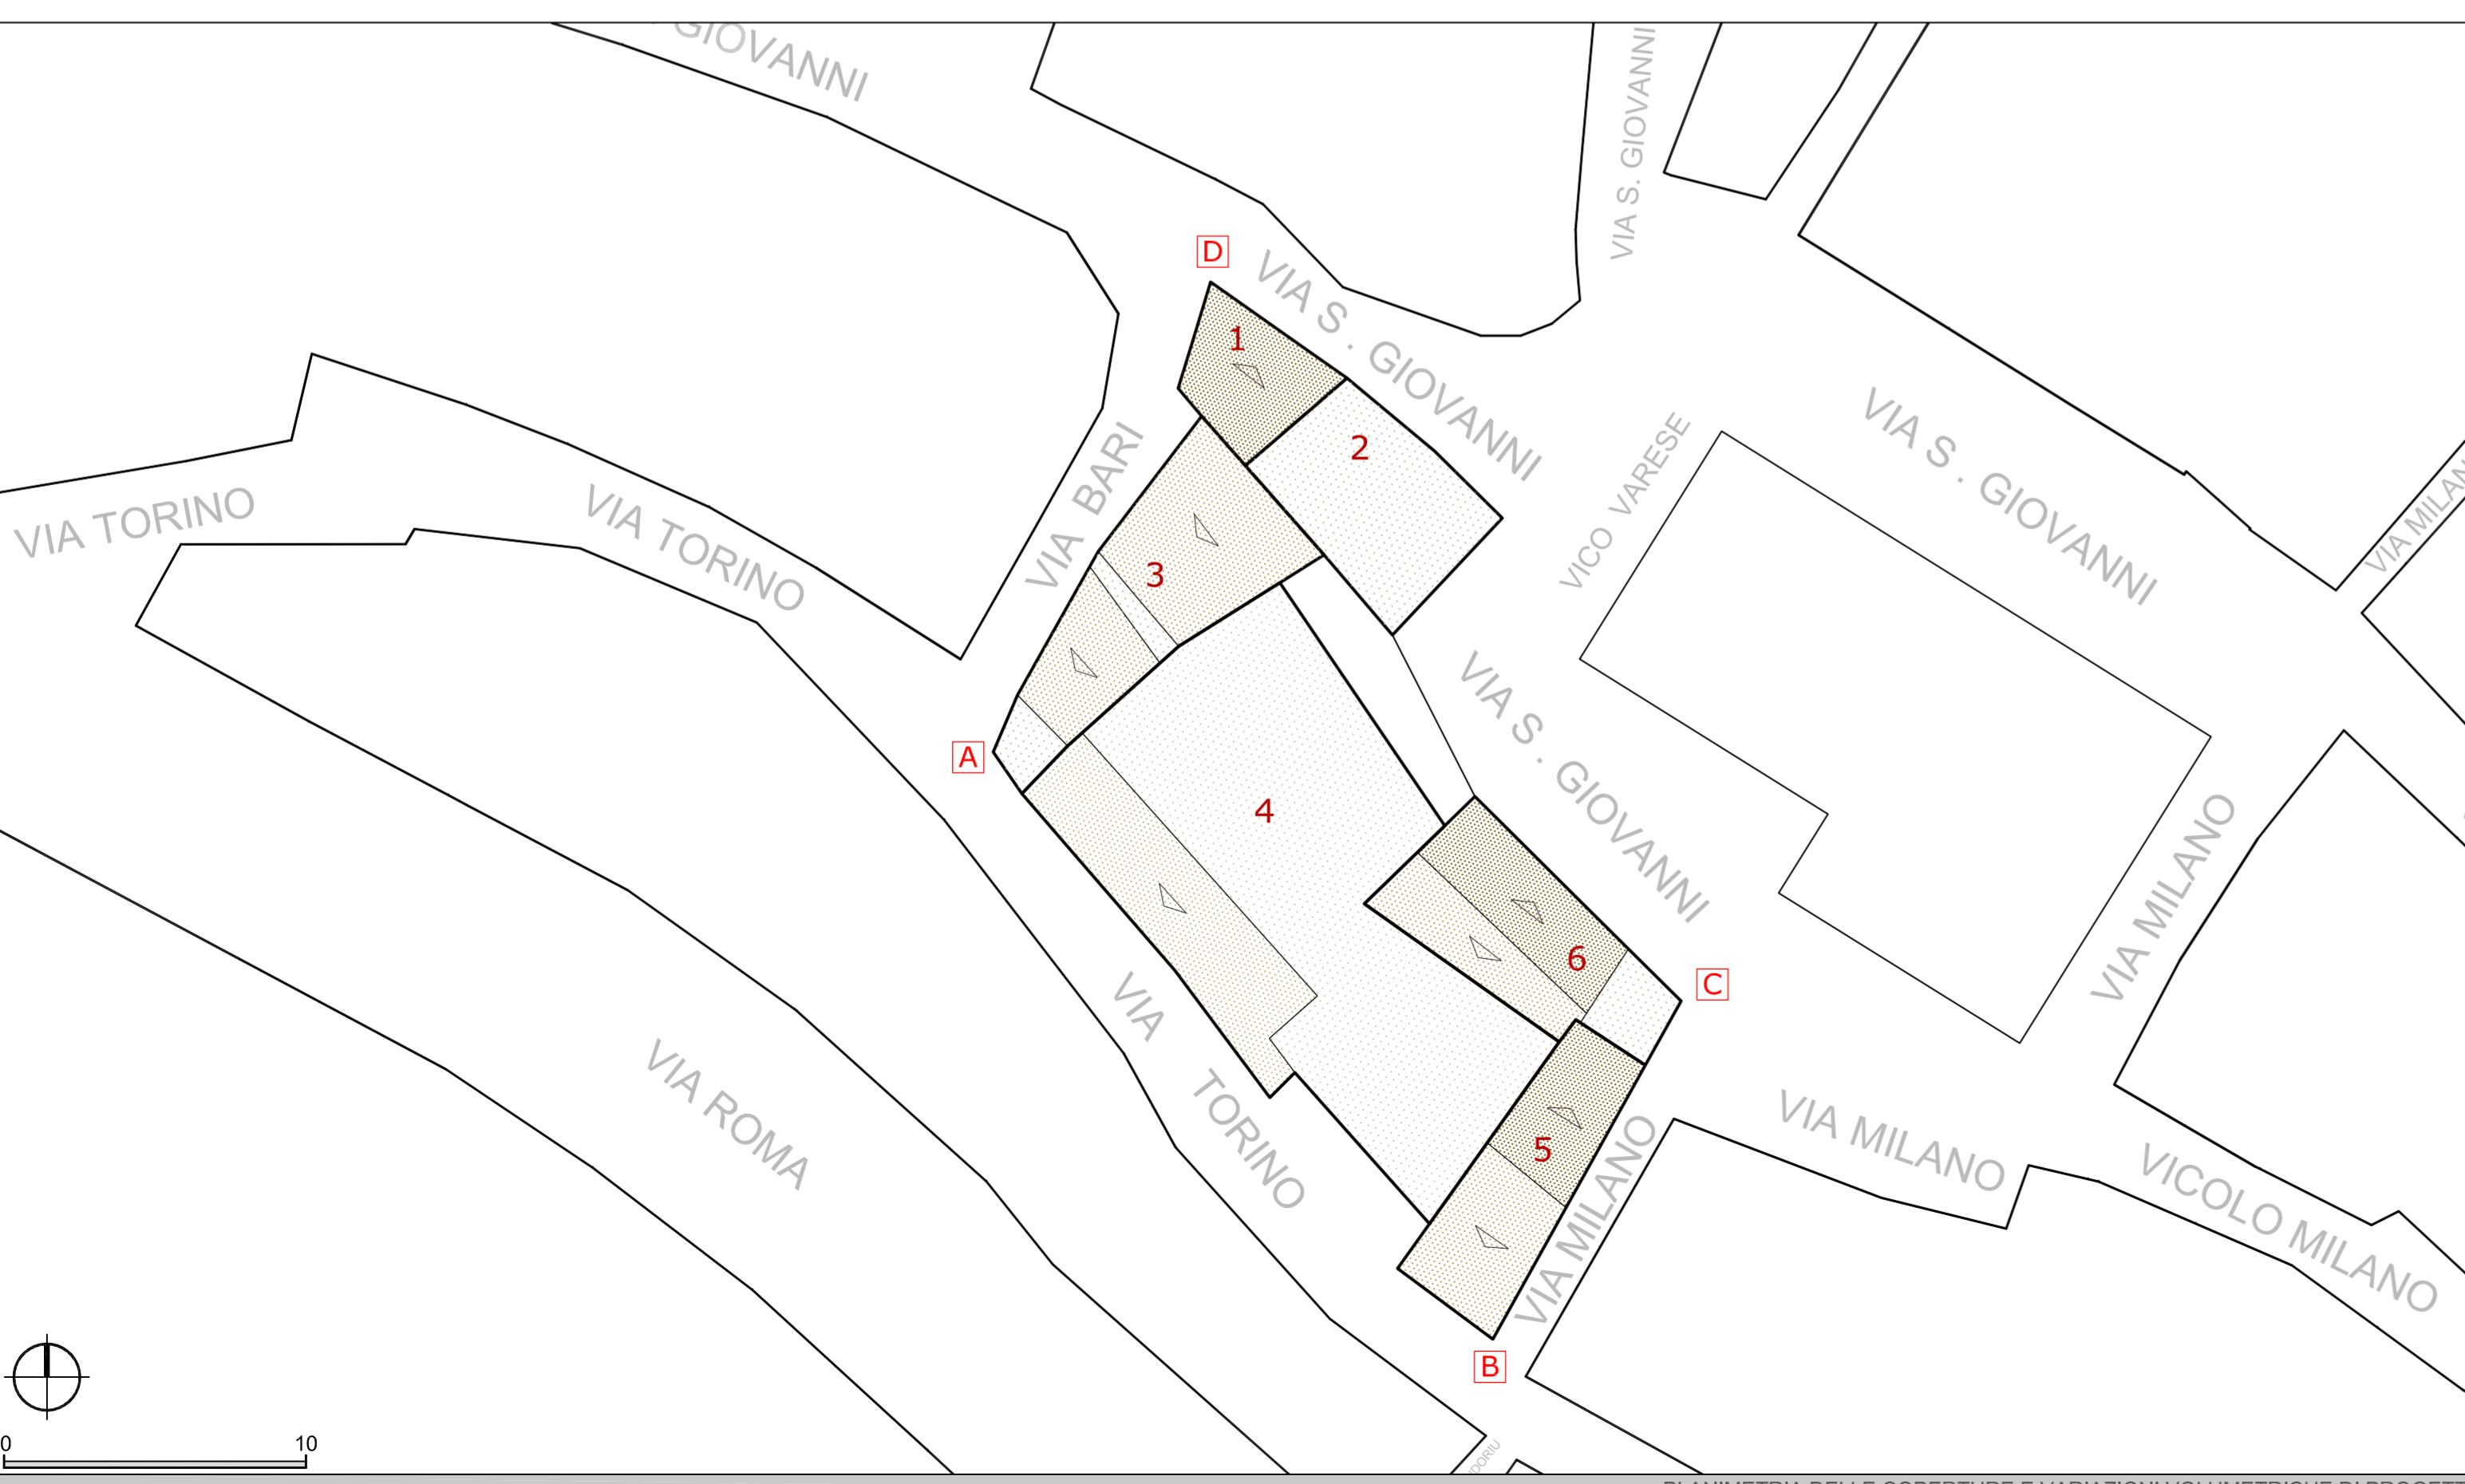 GIOVANNI
VIA S. GIOVANNI
D
VIA S . GIOVANNI
1
2
VIA BARI
VICO VARESE
VIA S . GIOVANNI
VIA TORINO
VIA TORINO
3
A
4
VIA S . GIOVANNI
6
C
VIA MILANO
VIA ROMA
VIA TORINO
5
VIA MILANO
VIA MILANO
VICOLO MILANO
B
0 10